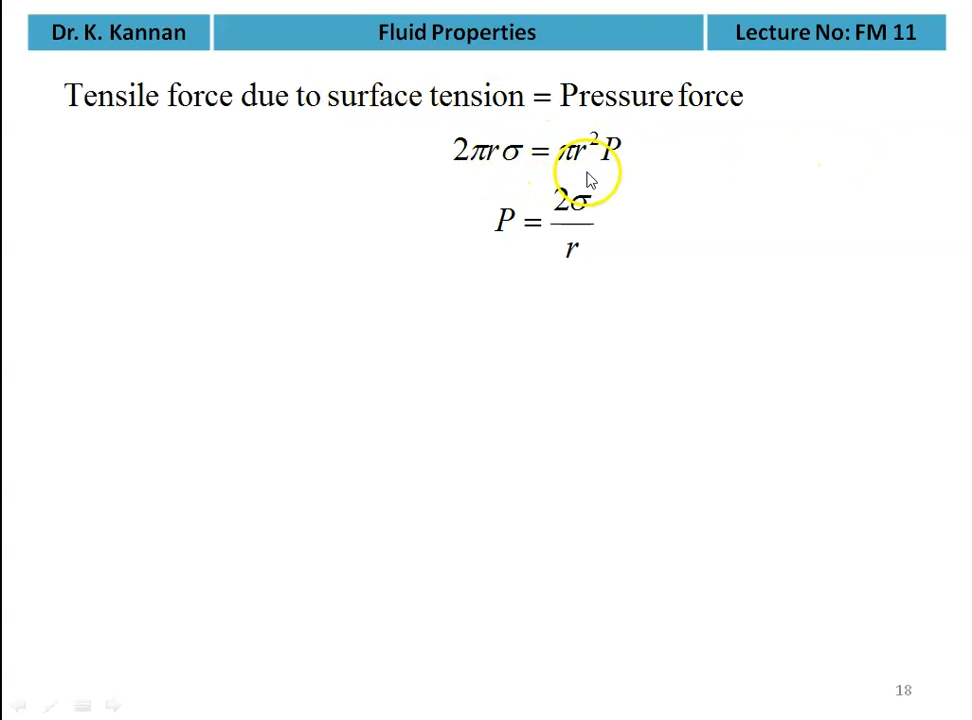 Dr. K. Kannan
Fluid Properties
Lecture No: FM 11
Tensile force due to surface tension = Pressure force
2πrσ = πr²P
P = 2σ/r
18